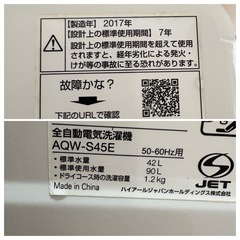 【製造年】2017年
【設計上の標準使用期間】7年
設計上の標準使用期間を超えて使用
されますと、経年劣化による発火・
けが等の事故に至るおそれがあります。
故障かな?
下記のURLで確認
全自動電気洗濯機
AQW-S45E 50-60Hz用
・標準水量 42L
・標準水位 90L
・ドライコース時の洗濯容量 1.2kg
JET
Made in China
ハイアールジャパンホールディングス株式会社